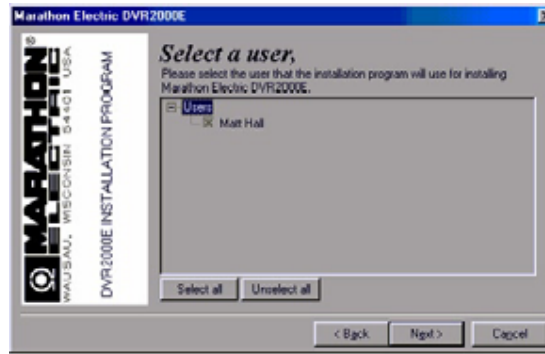 Marathon Electric DVR2000E
MARATHON®
ELECTRIC
WAUSAU, WISCONSIN 54401 USA
DVR2000E INSTALLATION PROGRAM
Select a user,
Please select the user that the installation program will use for installing
Marathon Electric DVR2000E.
Users
Matt Hall
Select all
Unselect all
< Back
Next >
Cancel